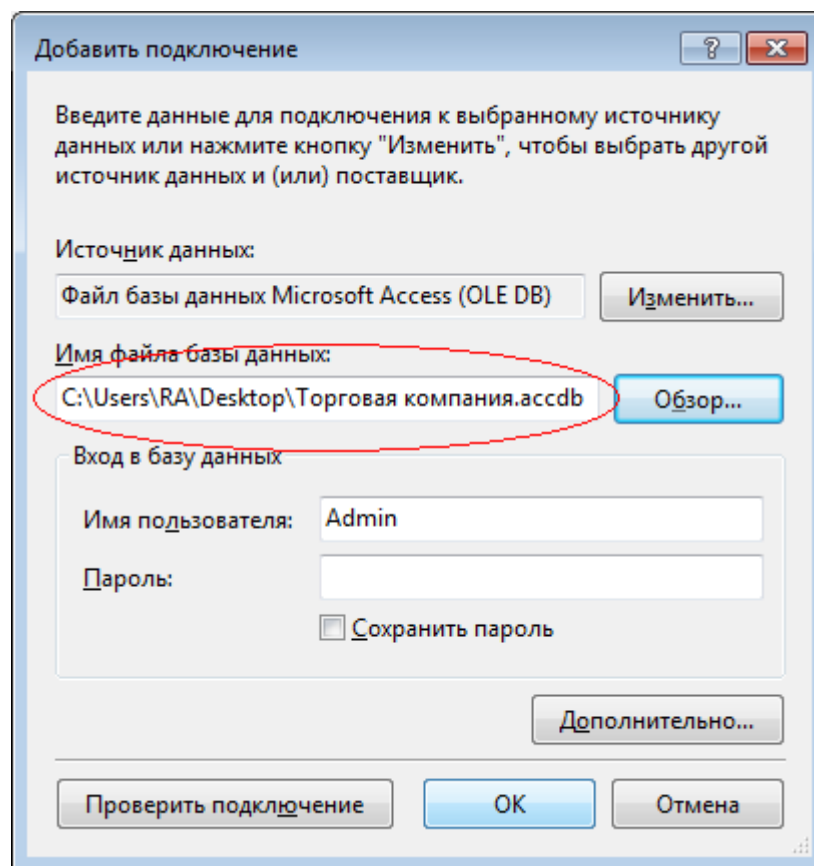 Добавить подключение
Введите данные для подключения к выбранному источнику
данных или нажмите кнопку "Изменить", чтобы выбрать другой
источник данных и (или) поставщик.
Источник данных:
Файл базы данных Microsoft Access (OLE DB) Изменить...
Имя файла базы данных:
C:\Users\RA\Desktop\Торговая компания.accdb Обзор...
Вход в базу данных
Имя пользователя: Admin
Пароль:
Сохранить пароль
Дополнительно...
Проверить подключение OK Отмена